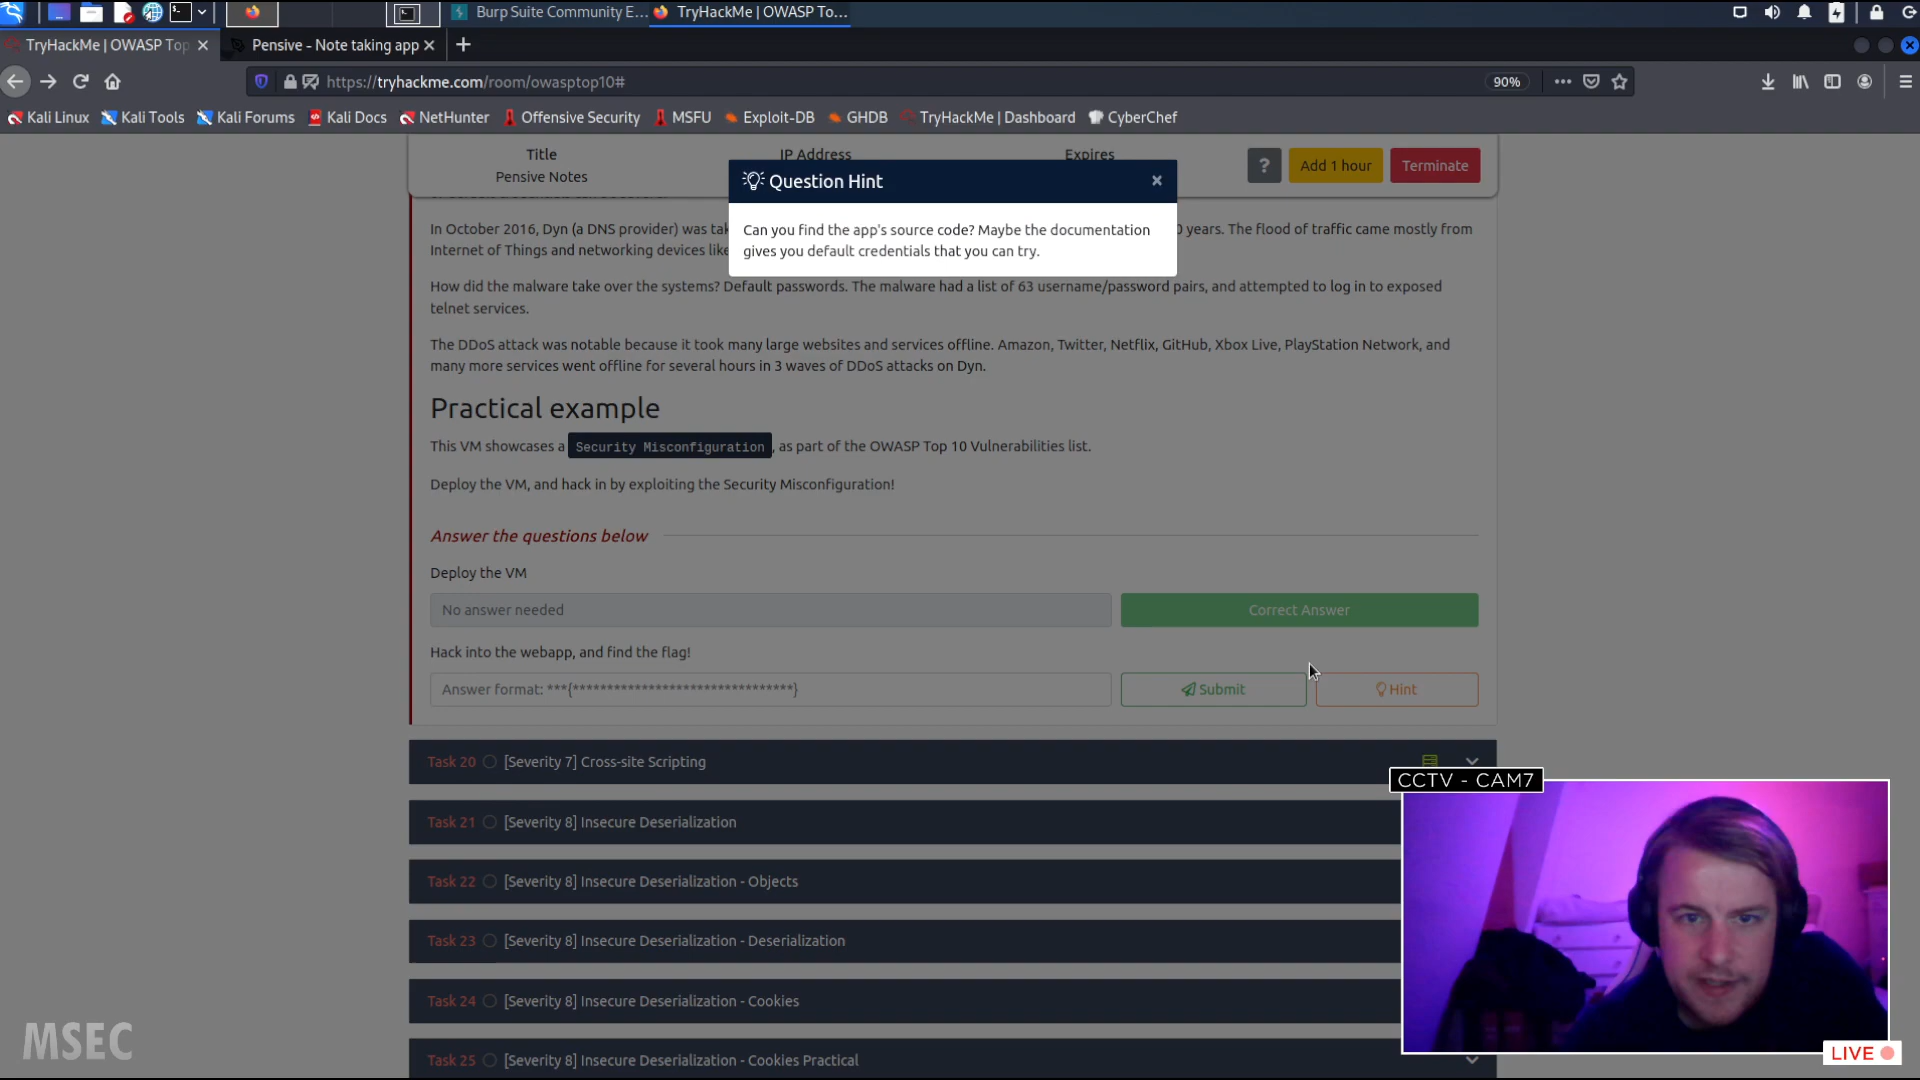 Burp Suite Community E...
TryHackMe | OWASP To...
TryHackMe | OWASP Top
Pensive - Note taking app
https://tryhackme.com/room/owasptop10#
90%
Kali Linux
Kali Tools
Kali Forums
Kali Docs
NetHunter
Offensive Security
MSFU
Exploit-DB
GHDB
TryHackMe | Dashboard
CyberChef
Title
IP Address
Expires
Pensive Notes
?
Add 1 hour
Terminate
Question Hint
×
Can you find the app's source code? Maybe the documentation
gives you default credentials that you can try.
In October 2016, Dyn (a DNS provider) was
0 years. The flood of traffic came mostly from
Internet of Things and networking devices
How did the malware take over the systems? Default passwords. The malware had a list of 63 username/password pairs, and attempted to log in to exposed
telnet services.
The DDoS attack was notable because it took many large websites and services offline. Amazon, Twitter, Netflix, GitHub, Xbox Live, PlayStation Network, and
many more services went offline for several hours in 3 waves of DDoS attacks on Dyn.
Practical example
This VM showcases a Security Misconfiguration, as part of the OWASP Top 10 Vulnerabilities list.
Deploy the VM, and hack in by exploiting the Security Misconfiguration!
Answer the questions below
Deploy the VM
No answer needed
Correct Answer
Hack into the webapp, and find the flag!
Answer format: ***{********************************}
Submit
Hint
Task 20 [Severity 7] Cross-site Scripting
Task 21 [Severity 8] Insecure Deserialization
Task 22 [Severity 8] Insecure Deserialization - Objects
Task 23 [Severity 8] Insecure Deserialization - Deserialization
Task 24 [Severity 8] Insecure Deserialization - Cookies
Task 25 [Severity 8] Insecure Deserialization - Cookies Practical
CCTV - CAM7
MSEC
LIVE